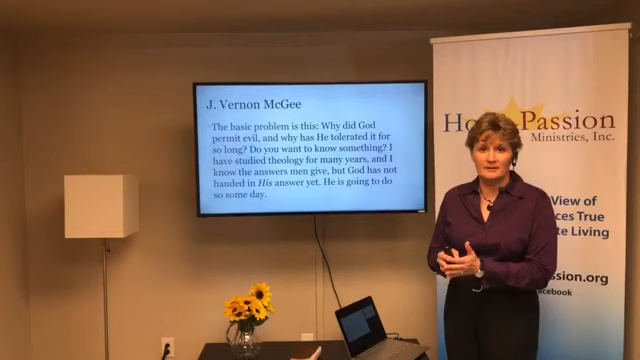 J. Vernon McGee
The basic problem is this: Why did God
permit evil, and why has He tolerated it for
so long? Do you want to know something? I
have studied theology for many years, and I
know the answers men give, but God has not
handed in His answer yet. He is going to do
so some day.
Ho Passion
Ministries, Inc.
View of
ces True
te Living
ssion.org
acebook